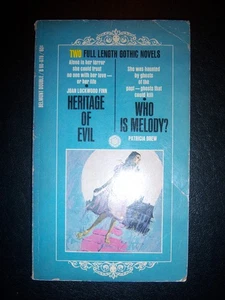 TWO FULL LENGTH GOTHIC NOVELS
Alone in her terror
she could trust
no one with her love—
or her life
JOAN LOCKWOOD FINN
HERITAGE
OF
EVIL
She was haunted
by ghosts
of the
past—ghosts that
could kill
WHO
IS MELODY?
PATRICIA DREW
BELMONT DOUBLE